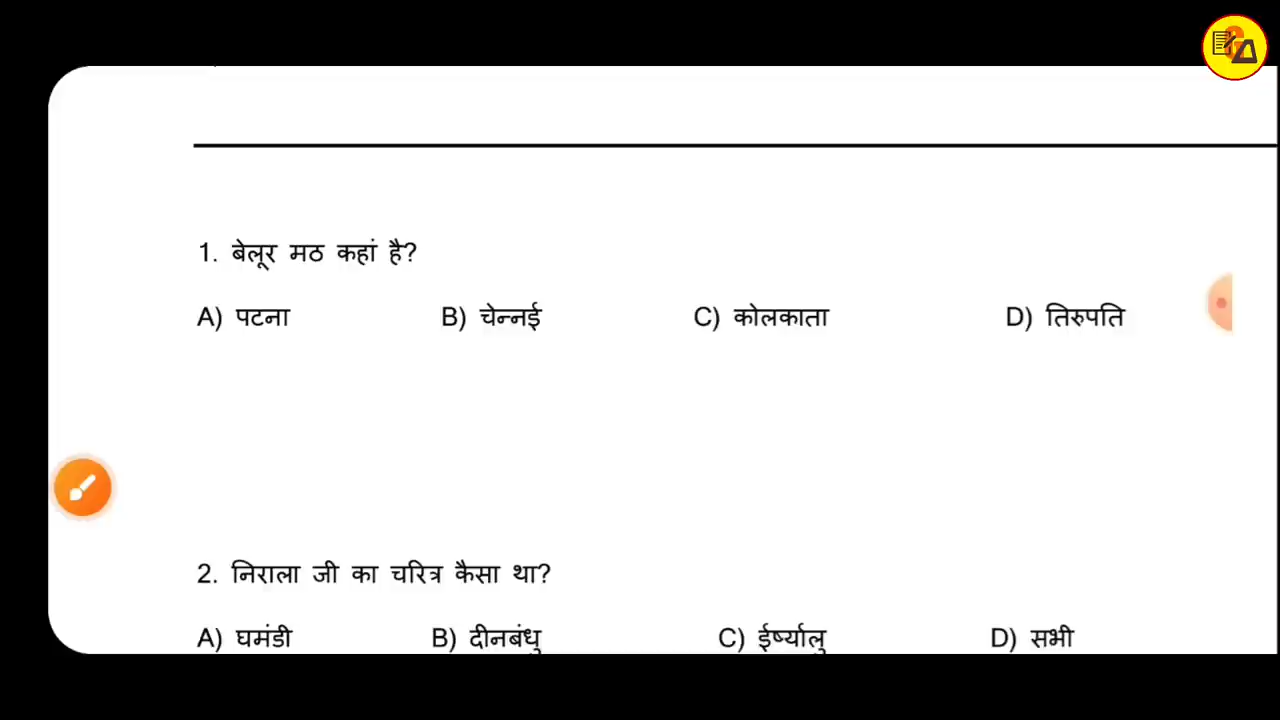 1. बेलूर मठ कहां है?
A) पटना B) चेन्नई C) कोलकाता D) तिरुपति
2. निराला जी का चरित्र कैसा था?
A) घमंडी B) दीनबंधु C) ईर्ष्यालु D) सभी